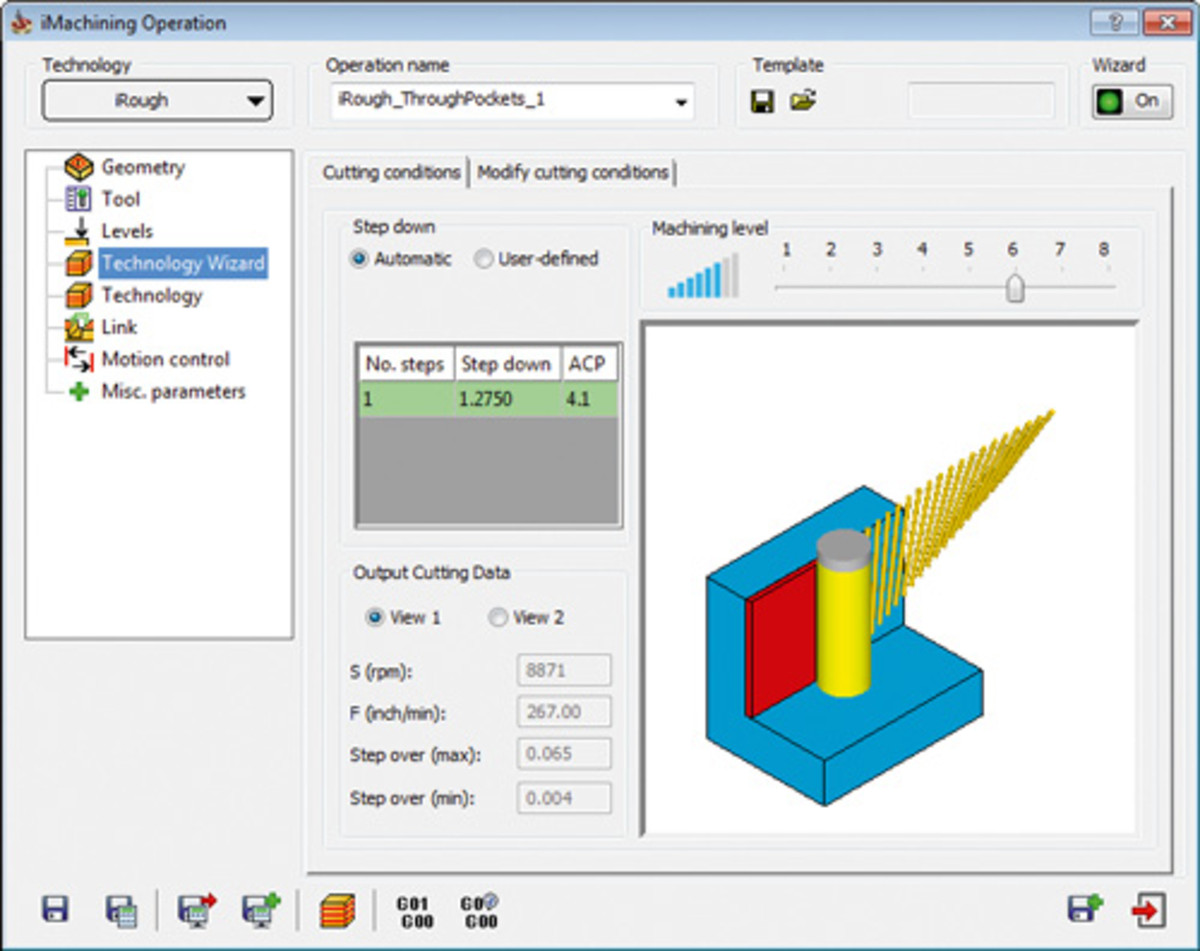 iMachining Operation
Technology
iRough
Operation name
iRough_ThroughPockets_1
Template
Wizard
On
Geometry
Tool
Levels
Technology Wizard
Technology
Link
Motion control
Misc. parameters
Cutting conditions
Modify cutting conditions
Step down
Automatic
User-defined
Machining level
1 2 3 4 5 6 7 8
No. steps Step down ACP
1 1.2750 4.1
Output Cutting Data
View 1
View 2
S (rpm): 8871
F (inch/min): 267.00
Step over (max): 0.065
Step over (min): 0.004
G01
G00
G0
G00